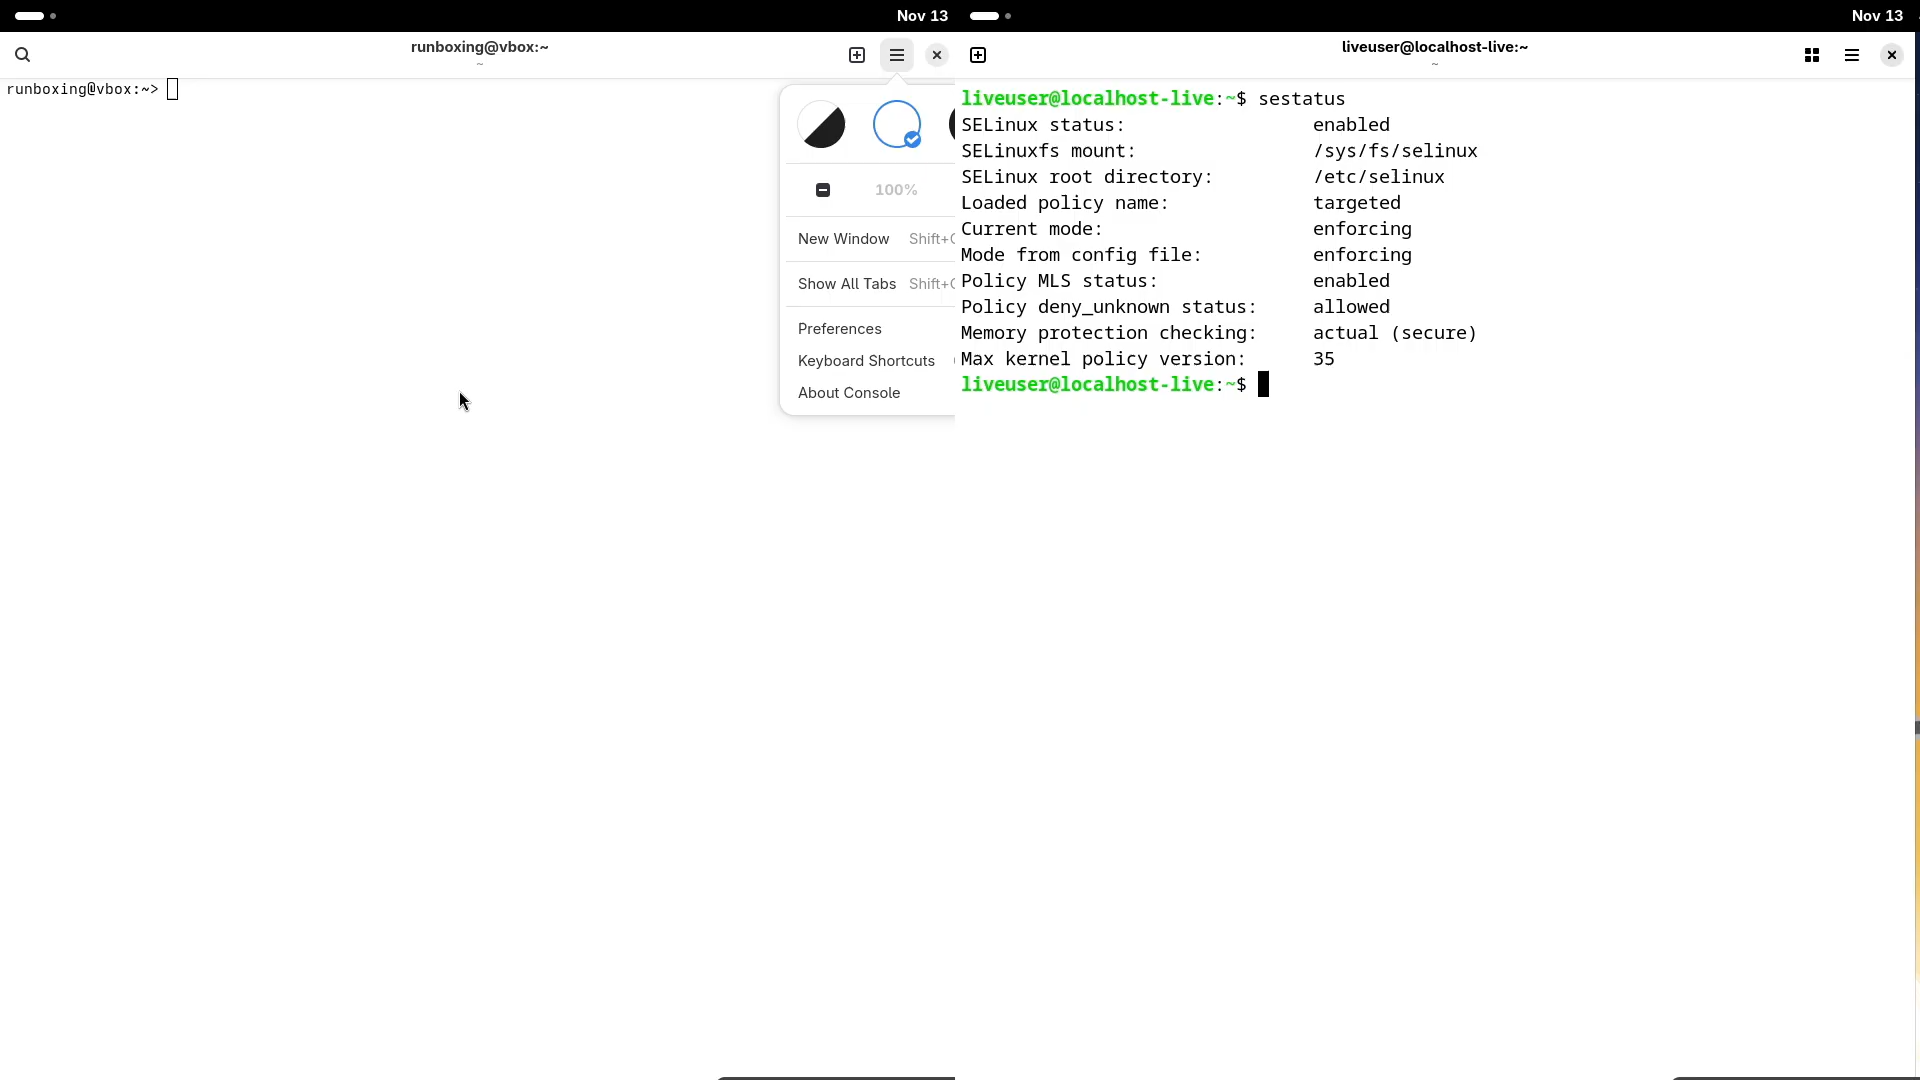 Nov 13
runboxing@vbox:~
~
runboxing@vbox:~>
100%
New Window Shift+C
Show All Tabs Shift+C
Preferences
Keyboard Shortcuts
About Console
Nov 13
liveuser@localhost-live:~
~
liveuser@localhost-live:~$ sestatus
SELinux status: enabled
SELinuxfs mount: /sys/fs/selinux
SELinux root directory: /etc/selinux
Loaded policy name: targeted
Current mode: enforcing
Mode from config file: enforcing
Policy MLS status: enabled
Policy deny_unknown status: allowed
Memory protection checking: actual (secure)
Max kernel policy version: 35
liveuser@localhost-live:~$